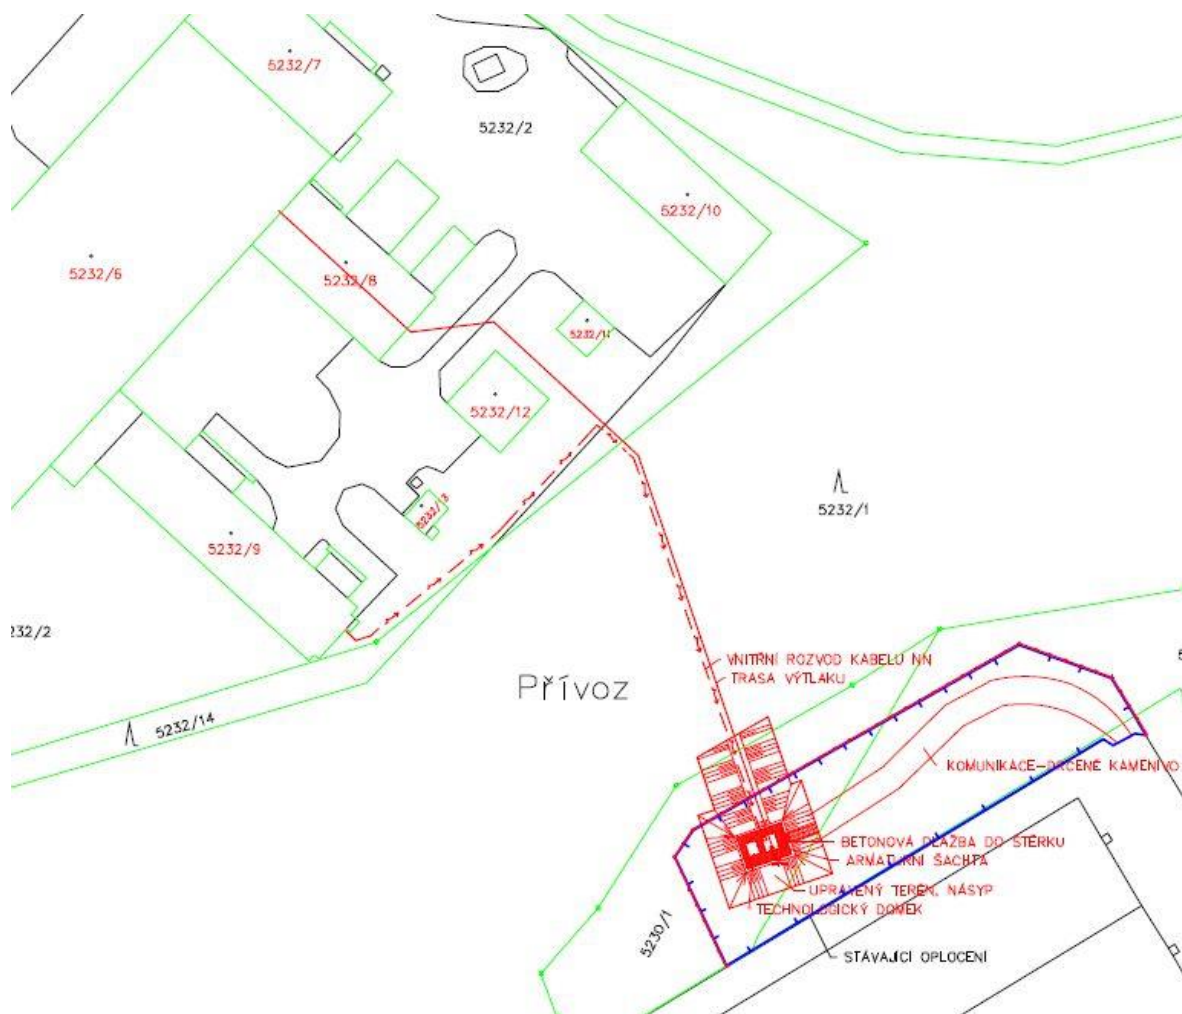 5232/7
5232/2
5232/10
5232/6
5232/8
5232/11
5232/12
5232/1
5232/13
5232/9
232/2
VNITŘNÍ ROZVOD KABELU NN
TRASA VÝTLAKU
Přívoz
5232/14
KOMUNIKACE-DRCENÉ KAMENIVO
BETONOVÁ DLAŽBA DO ŠTĚRKU
ARMATURNÍ ŠACHTA
UPRAVENÝ TERÉN, NÁSYP
TECHNOLOGICKÝ DOMEK
5230/1
STÁVAJÍCÍ OPLOCENÍ